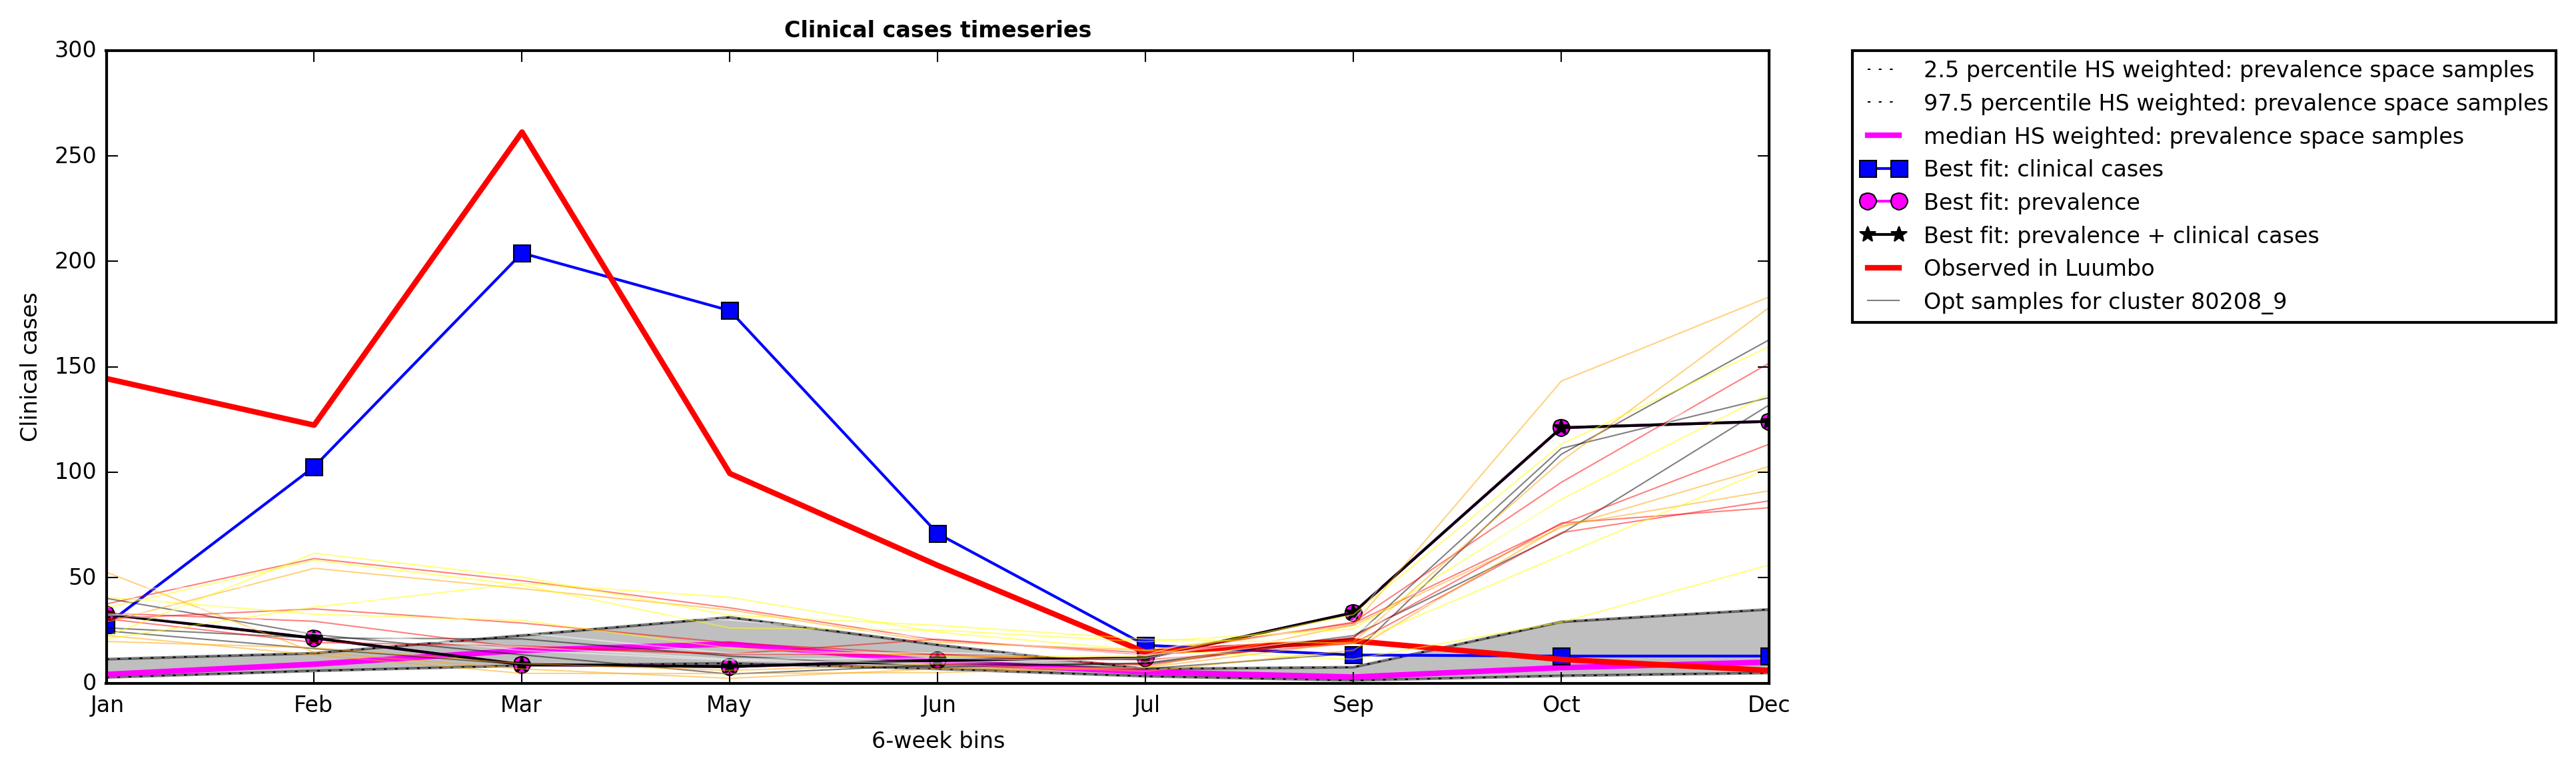 Clinical cases timeseries
300
250
200
150
100
50
0
Clinical cases
Jan Feb Mar May Jun Jul Sep Oct Dec
6-week bins
2.5 percentile HS weighted: prevalence space samples
97.5 percentile HS weighted: prevalence space samples
median HS weighted: prevalence space samples
Best fit: clinical cases
Best fit: prevalence
Best fit: prevalence + clinical cases
Observed in Luumbo
Opt samples for cluster 80208_9